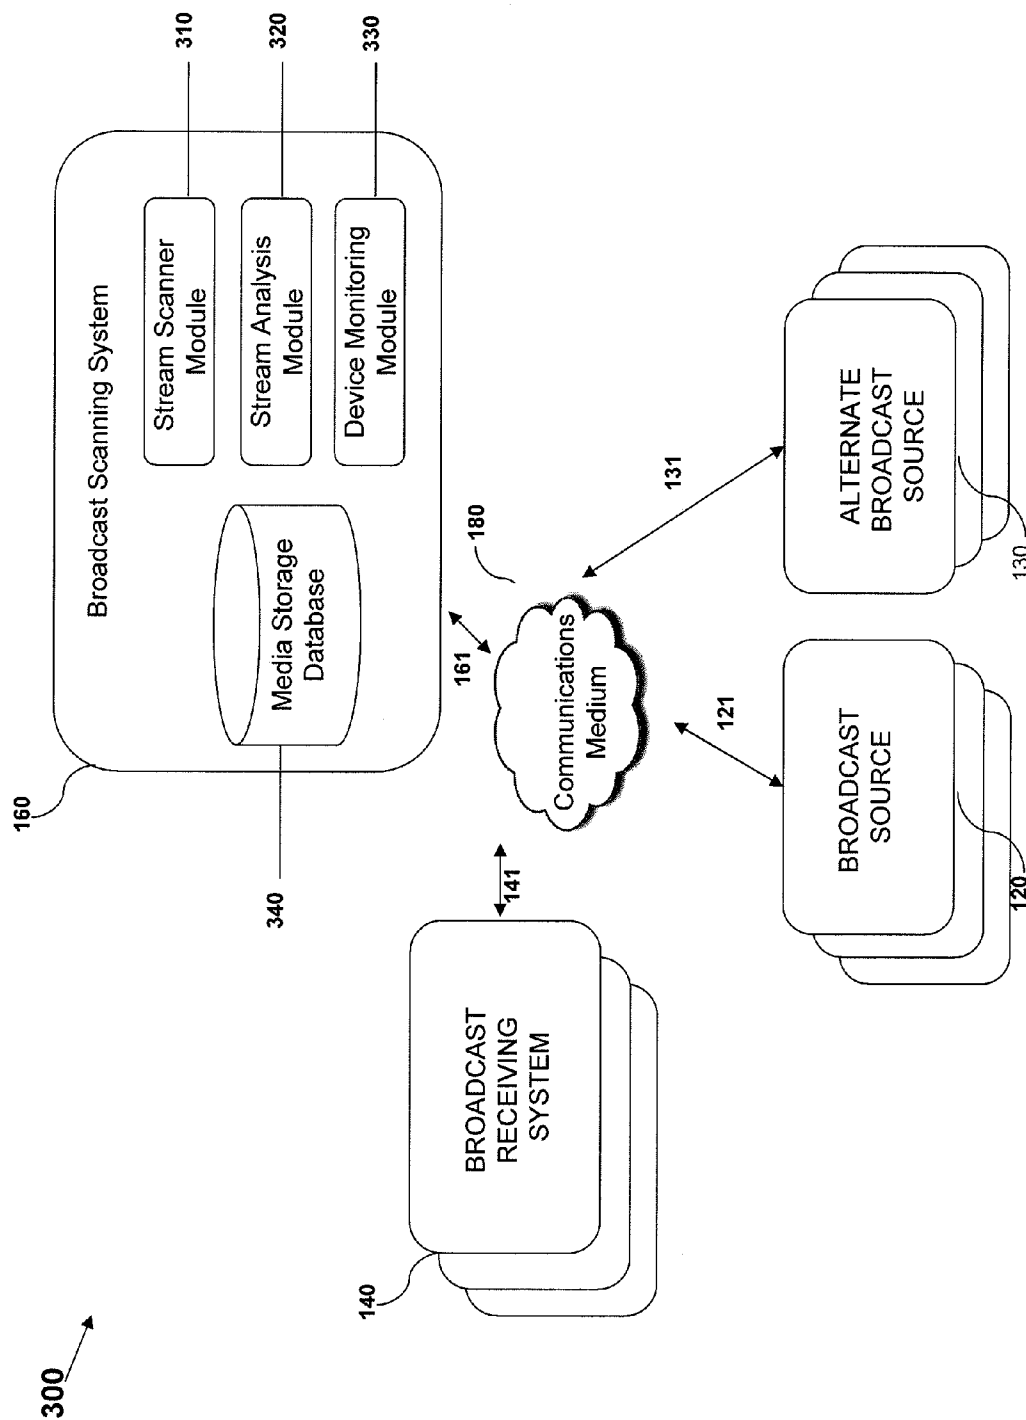 300
160
Broadcast Scanning System
Stream Scanner
Module
310
Stream Analysis
Module
320
Device Monitoring
Module
330
Media Storage
Database
340
161
180
Communications
Medium
141
BROADCAST
RECEIVING
SYSTEM
140
121
131
BROADCAST
SOURCE
120
ALTERNATE
BROADCAST
SOURCE
130